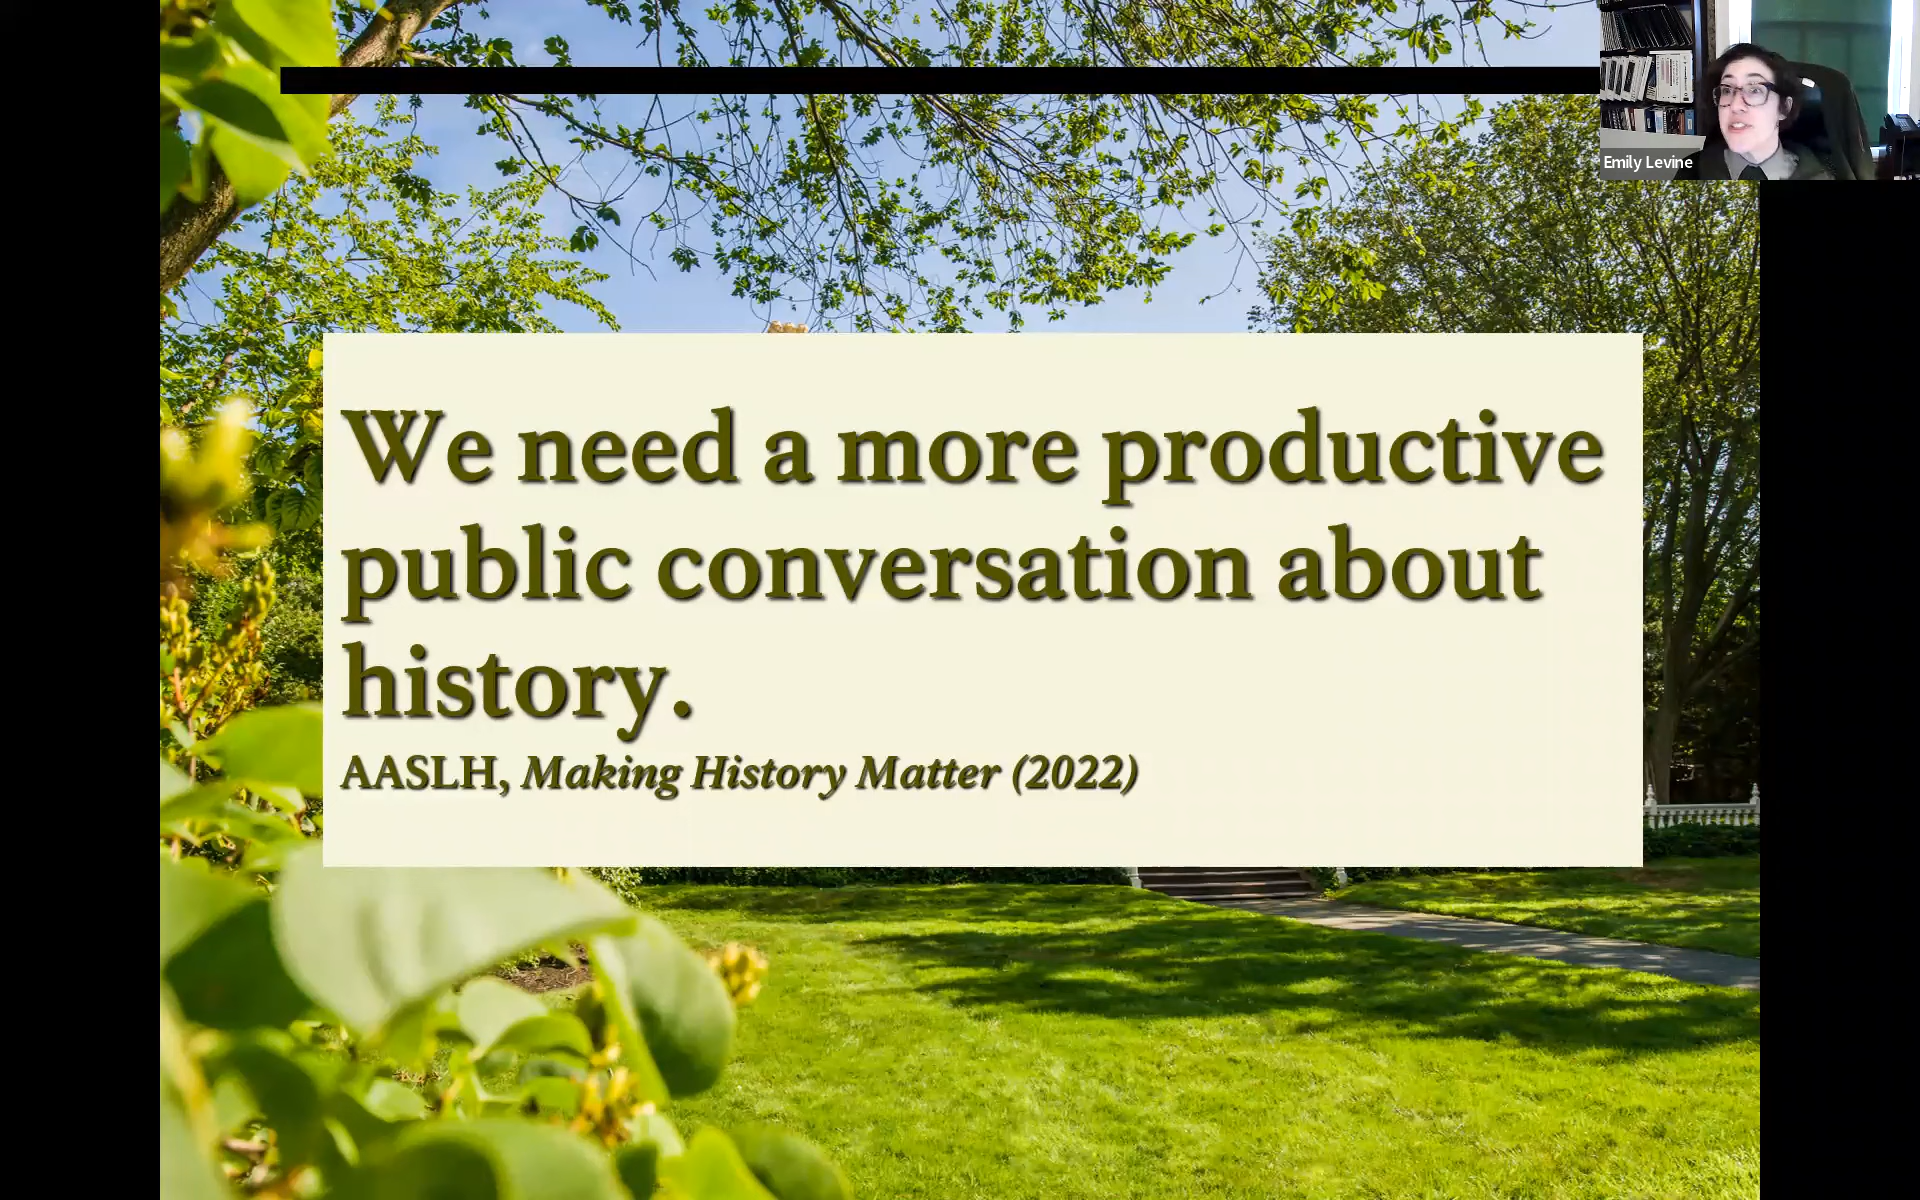 Emily Levine
We need a more productive
public conversation about
history.
AASLH, Making History Matter (2022)